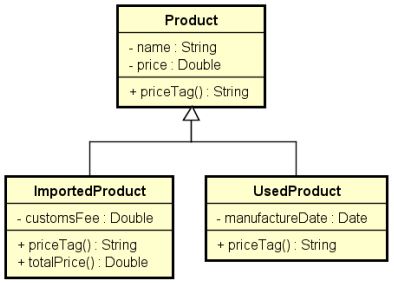 Product
- name : String
- price : Double
+ priceTag() : String
ImportedProduct
- customsFee : Double
+ priceTag() : String
+ totalPrice() : Double
UsedProduct
- manufactureDate : Date
+ priceTag() : String